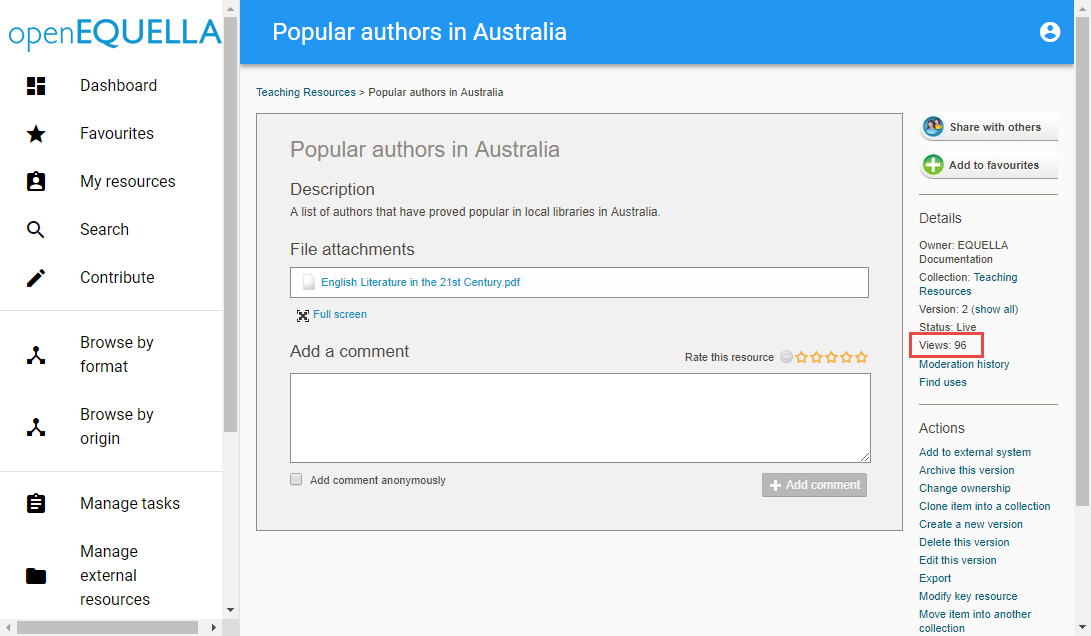 openEQUELLA
Dashboard
Favourites
My resources
Search
Contribute
Browse by
format
Browse by
origin
Manage tasks
Manage
external
resources
Popular authors in Australia
Teaching Resources > Popular authors in Australia
Popular authors in Australia
Description
A list of authors that have proved popular in local libraries in Australia.
File attachments
English Literature in the 21st Century.pdf
Full screen
Add a comment
Rate this resource
Add comment anonymously
Add comment
Share with others
Add to favourites
Details
Owner: EQUELLA
Documentation
Collection: Teaching
Resources
Version: 2 (show all)
Status: Live
Views: 96
Moderation history
Find uses
Actions
Add to external system
Archive this version
Change ownership
Clone item into a collection
Create a new version
Delete this version
Edit this version
Export
Modify key resource
Move item into another
collection